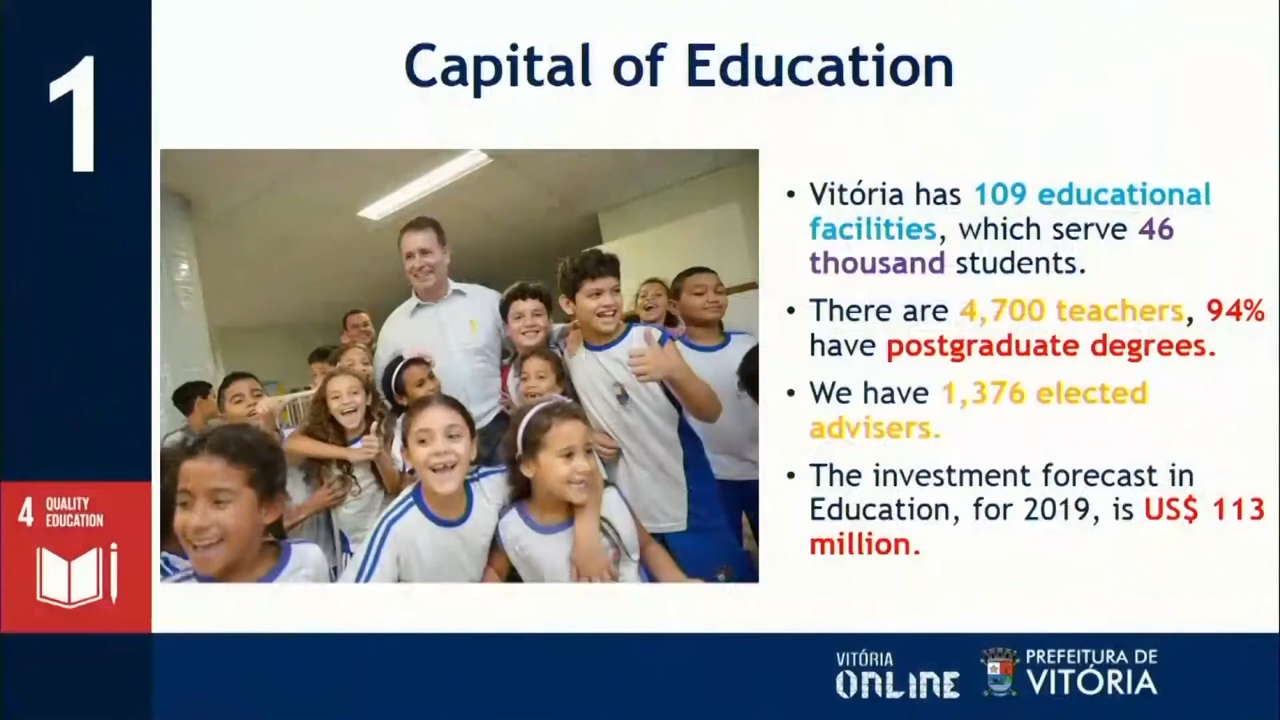 1
Capital of Education
• Vitória has 109 educational
facilities, which serve 46
thousand students.
• There are 4,700 teachers, 94%
have postgraduate degrees.
• We have 1,376 elected
advisers.
• The investment forecast in
Education, for 2019, is US$ 113
million.
4 QUALITY
EDUCATION
VITÓRIA
ONLINE
PREFEITURA DE
VITÓRIA